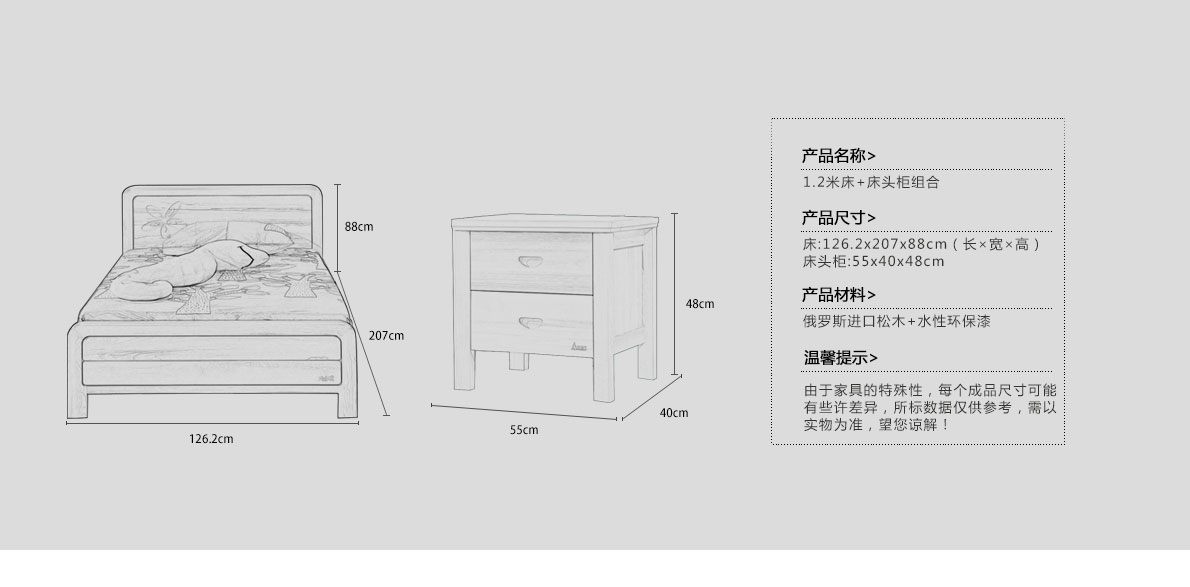 88cm
207cm
126.2cm
48cm
40cm
55cm
产品名称>
1.2米床+床头柜组合
产品尺寸>
床:126.2x207x88cm（长×宽×高）
床头柜:55x40x48cm
产品材料>
俄罗斯进口松木+水性环保漆
温馨提示>
由于家具的特殊性，每个成品尺寸可能
有些许差异，所标数据仅供参考，需以
实物为准，望您谅解！